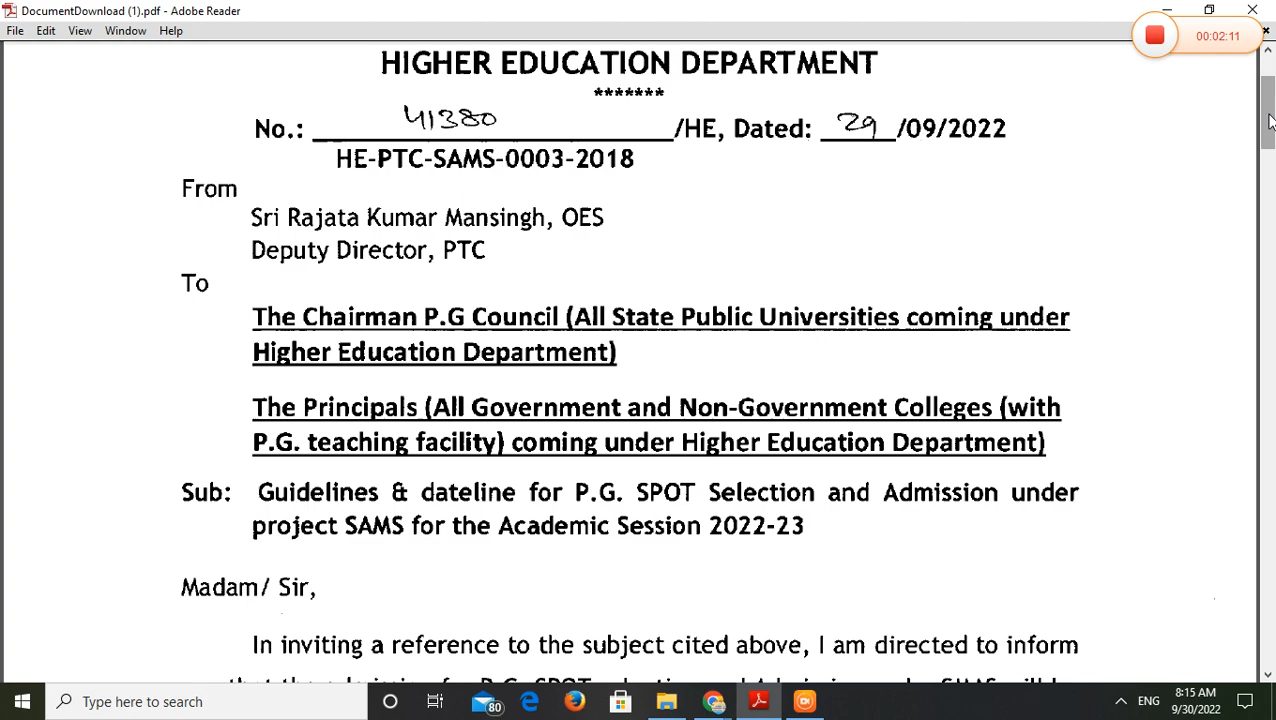 DocumentDownload (1).pdf - Adobe Reader
File Edit View Window Help
00:02:11
HIGHER EDUCATION DEPARTMENT
*******
No.: 41380 /HE, Dated: 29 /09/2022
HE-PTC-SAMS-0003-2018
From
Sri Rajata Kumar Mansingh, OES
Deputy Director, PTC
To
The Chairman P.G Council (All State Public Universities coming under
Higher Education Department)
The Principals (All Government and Non-Government Colleges (with
P.G. teaching facility) coming under Higher Education Department)
Sub: Guidelines & dateline for P.G. SPOT Selection and Admission under
project SAMS for the Academic Session 2022-23
Madam/ Sir,
In inviting a reference to the subject cited above, I am directed to inform
Type here to search
80
ENG
8:15 AM
9/30/2022